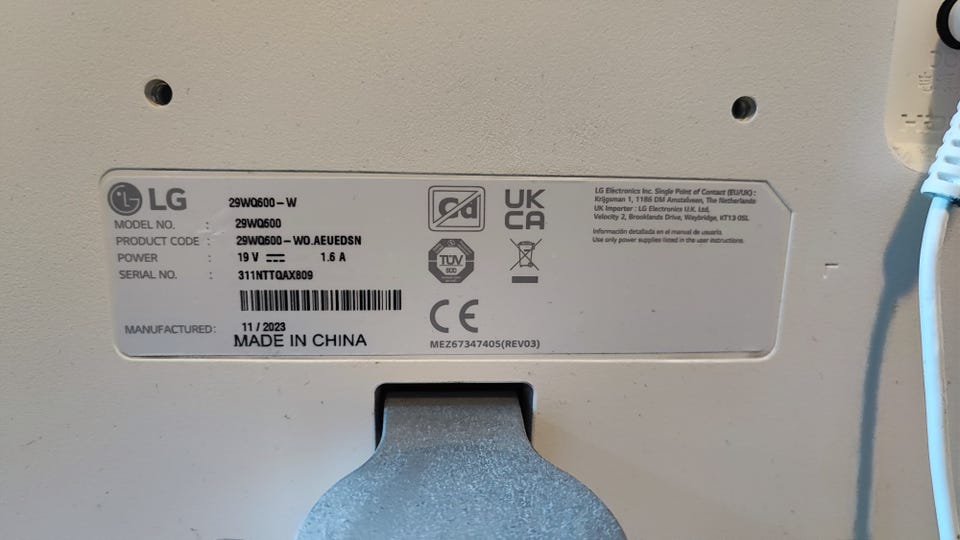 LG
29WQ600-W
MODEL NO. : 29WQ600
PRODUCT CODE : 29WQ600-WO.AEUEDSN
POWER : 19 V 1.6 A
SERIAL NO. : 311NTTQAX809
MANUFACTURED: 11 / 2023
MADE IN CHINA
Cd
UK
CA
TÜV
CE
MEZ67347405(REV03)
LG Electronics Inc. Single Point of Contact (EU/UK) :
Krijgsman 1, 1186 DM Amstelveen, The Netherlands
UK Importer : LG Electronics U.K. Ltd,
Velocity 2, Brooklands Drive, Weybridge, KT13 0SL
Información detallada en el manual de usuario.
Use only power supplies listed in the user instructions.